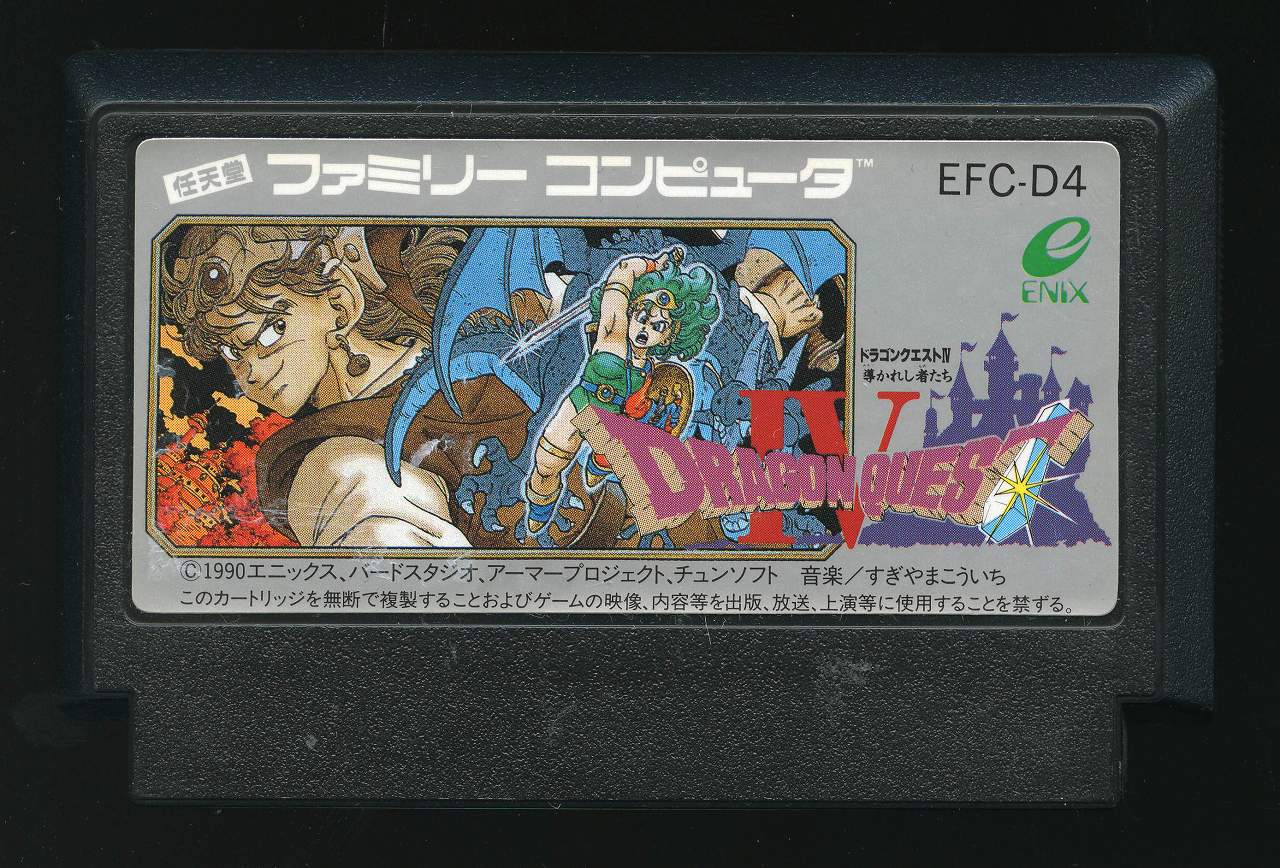 任天堂 ファミリー コンピュータ™
EFC-D4
ENIX
ドラゴンクエストIV
導かれし者たち
IV
DRAGON QUEST
©1990エニックス、バードスタジオ、アーマープロジェクト、チュンソフト 音楽/すぎやまこういち
このカートリッジを無断で複製することおよびゲームの映像、内容等を出版、放送、上演等に使用することを禁ずる。